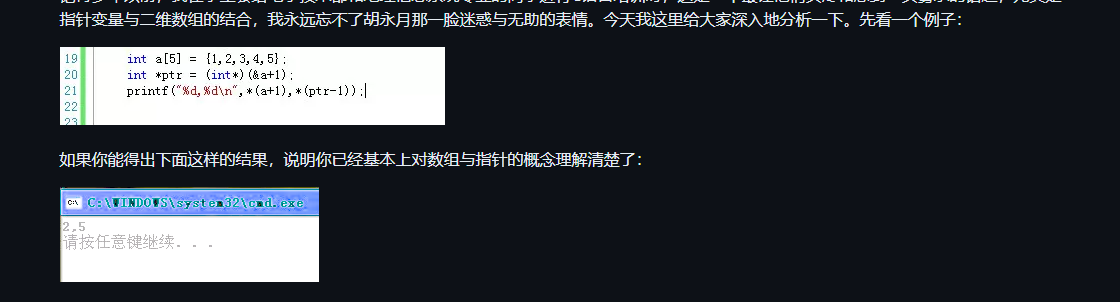 指针变量与二维数组的结合，我永远忘不了胡永月那一脸迷惑与无助的表情。今天我这里给大家深入地分析一下。先看一个例子：
19 int a[5] = {1,2,3,4,5};
20 int *ptr = (int*)(&a+1);
21 printf("%d,%d\n",*(a+1),*(ptr-1));
22
23
如果你能得出下面这样的结果，说明你已经基本上对数组与指针的概念理解清楚了：
C:\WINDOWS\system32\cmd.exe
2,5
请按任意键继续. . .